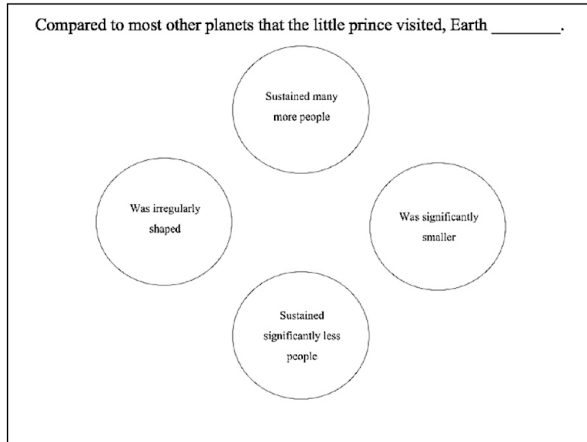 Compared to most other planets that the little prince visited, Earth ________.
Sustained many
more people
Was irregularly
shaped
Was significantly
smaller
Sustained
significantly less
people